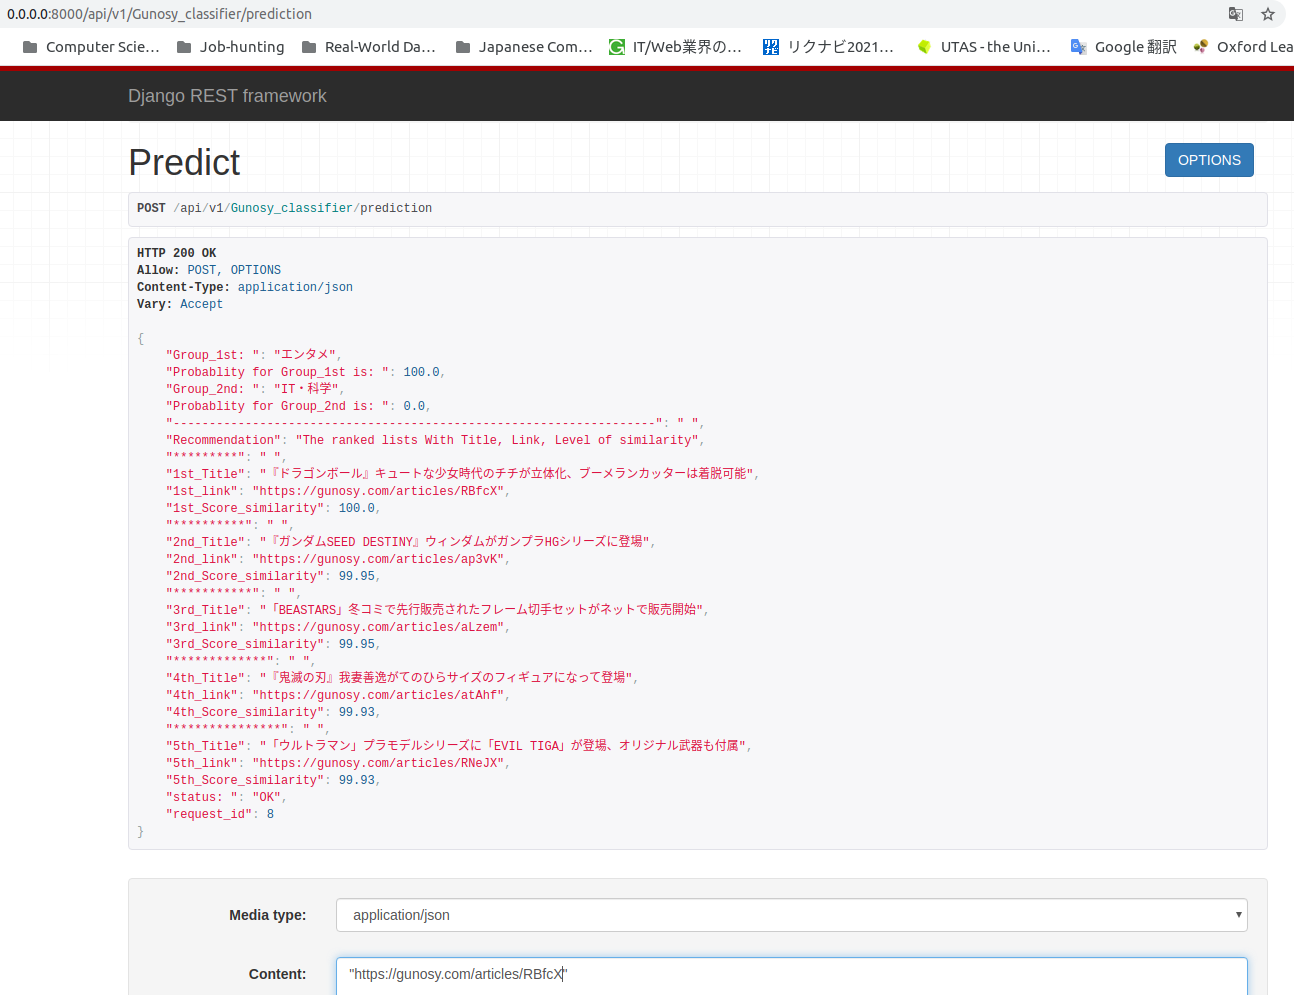 0.0.0.0:8000/api/v1/Gunosy_classifier/prediction
Computer Scie... Job-hunting Real-World Da... Japanese Com... IT/Web業界の... リクナビ2021... UTAS - the Uni... Google 翻訳 Oxford Lea
Django REST framework
Predict
OPTIONS
POST /api/v1/Gunosy_classifier/prediction
HTTP 200 OK
Allow: POST, OPTIONS
Content-Type: application/json
Vary: Accept
{
"Group_1st: ": "エンタメ",
"Probablity for Group_1st is: ": 100.0,
"Group_2nd: ": "IT・科学",
"Probablity for Group_2nd is: ": 0.0,
"-------------------------------------------------------------------": " ",
"Recommendation": "The ranked lists With Title, Link, Level of similarity",
"*********": " ",
"1st_Title": "『ドラゴンボール』キュートな少女時代のチチが立体化、ブーメランカッターは着脱可能",
"1st_link": "https://gunosy.com/articles/RBfcX",
"1st_Score_similarity": 100.0,
"**********": " ",
"2nd_Title": "『ガンダムSEED DESTINY』ウィンダムがガンプラHGシリーズに登場",
"2nd_link": "https://gunosy.com/articles/ap3vK",
"2nd_Score_similarity": 99.95,
"***********": " ",
"3rd_Title": "「BEASTARS」冬コミで先行販売されたフレーム切手セットがネットで販売開始",
"3rd_link": "https://gunosy.com/articles/aLzem",
"3rd_Score_similarity": 99.95,
"*************": " ",
"4th_Title": "『鬼滅の刃』我妻善逸がてのひらサイズのフィギュアになって登場",
"4th_link": "https://gunosy.com/articles/atAhf",
"4th_Score_similarity": 99.93,
"***************": " ",
"5th_Title": "「ウルトラマン」プラモデルシリーズに「EVIL TIGA」が登場、オリジナル武器も付属",
"5th_link": "https://gunosy.com/articles/RNeJX",
"5th_Score_similarity": 99.93,
"status: ": "OK",
"request_id": 8
}
Media type: application/json
Content: "https://gunosy.com/articles/RBfcX"